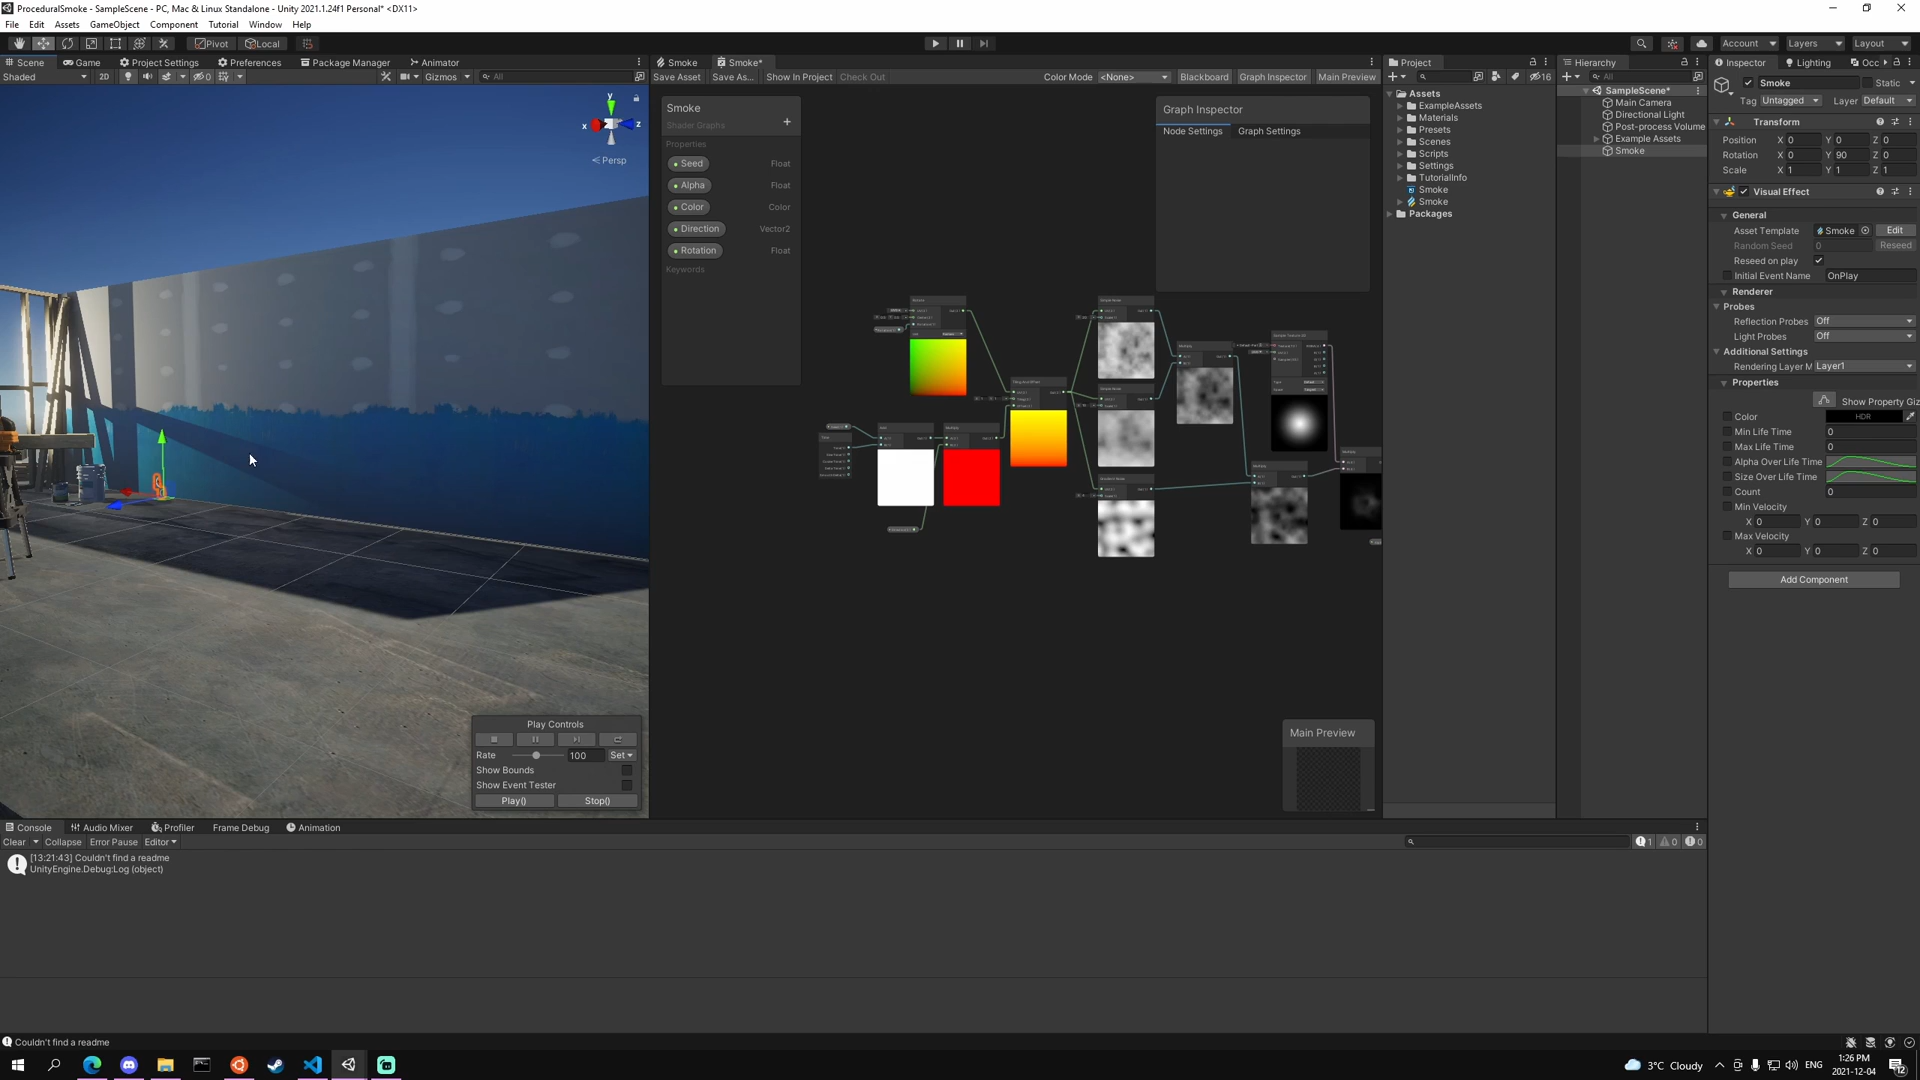 ProceduralSmoke - SampleScene - PC, Mac & Linux Standalone - Unity 2021.1.24f1 Personal* <DX11>
File Edit Assets GameObject Component Tutorial Window Help
Pivot Local
Account Layers Layout
Scene Game Project Settings Preferences Package Manager Animator
Shaded 2D 0 Gizmos All
y
x
z
Persp
Play Controls
Rate 100 Set
Show Bounds
Show Event Tester
Play() Stop()
Smoke Smoke*
Save Asset Save As... Show In Project Check Out Color Mode <None> Blackboard Graph Inspector Main Preview
Smoke
Shader Graphs
Properties
Seed Float
Alpha Float
Color Color
Direction Vector2
Rotation Float
Keywords
Graph Inspector
Node Settings Graph Settings
Main Preview
Project
16
Assets
ExampleAssets
Materials
Presets
Scenes
Scripts
Settings
TutorialInfo
Smoke
Smoke
Packages
Hierarchy
All
SampleScene*
Main Camera
Directional Light
Post-process Volume
Example Assets
Smoke
Inspector Lighting Occ
Smoke Static
Tag Untagged Layer Default
Transform
Position X 0 Y 0 Z 0
Rotation X 0 Y 90 Z 0
Scale X 1 Y 1 Z 1
Visual Effect
General
Asset Template Smoke Edit
Random Seed 0 Reseed
Reseed on play
Initial Event Name OnPlay
Renderer
Probes
Reflection Probes Off
Light Probes Off
Additional Settings
Rendering Layer M Layer1
Properties
Show Property Giz
Color HDR
Min Life Time 0
Max Life Time 0
Alpha Over Life Time
Size Over Life Time
Count 0
Min Velocity
X 0 Y 0 Z 0
Max Velocity
X 0 Y 0 Z 0
Add Component
Console Audio Mixer Profiler Frame Debug Animation
Clear Collapse Error Pause Editor
1 0 0
[13:21:43] Couldn't find a readme
UnityEngine.Debug:Log (object)
Couldn't find a readme
3°C Cloudy ENG
1:26 PM
2021-12-04
12